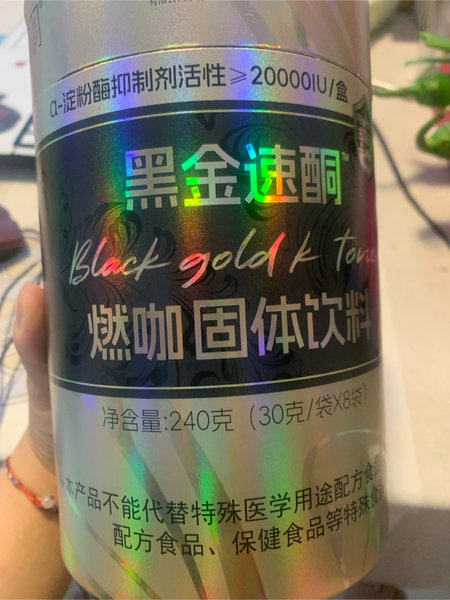 α-淀粉酶抑制剂活性≥20000IU/盒
黑金速酮™
Black gold k tone
燃咖固体饮料
净含量:240克（30克/袋X8袋）
本产品不能代替特殊医学用途配方食品
配方食品、保健食品等特殊食品